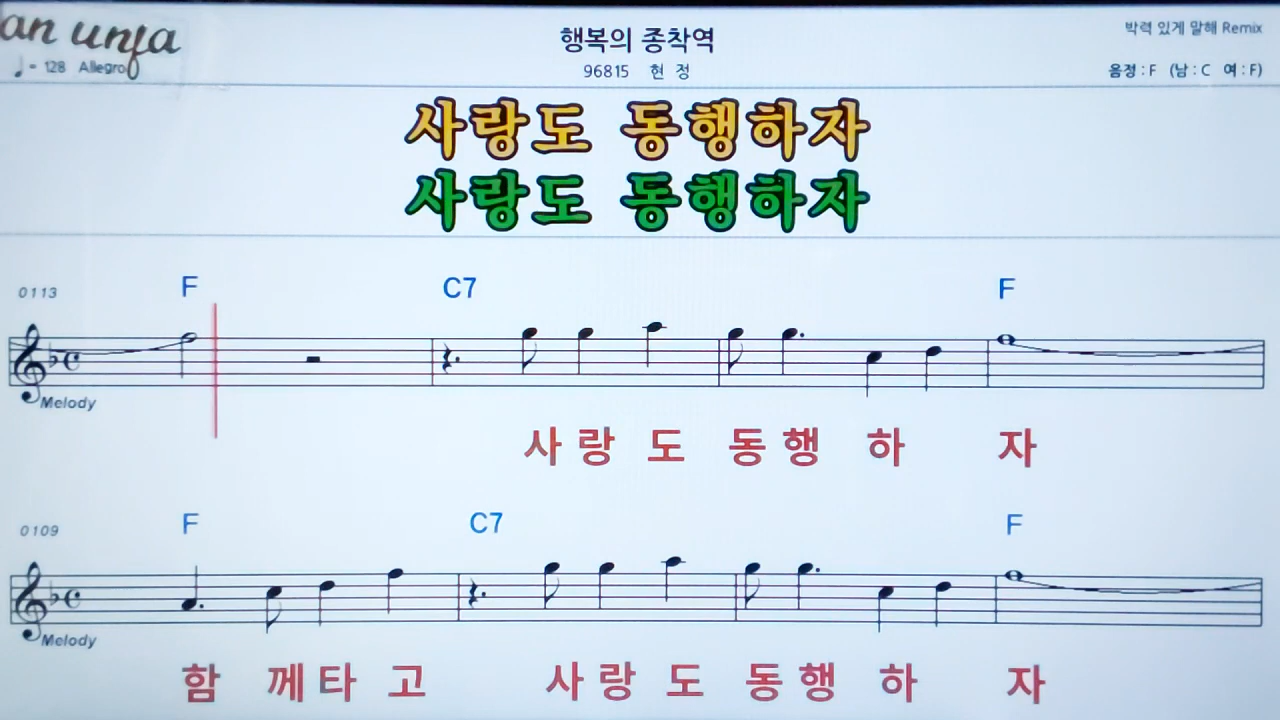 an unja
행복의 종착역
박력 있게 말해 Remix
♩= 128 Allegro
96815 현 정
음정 : F (남 : C 여 : F)
사랑도 동행하자
사랑도 동행하자
0113 F C7 F
Melody
사 랑 도 동 행 하 자
0109 F C7 F
Melody
함 께 타 고 사 랑 도 동 행 하 자